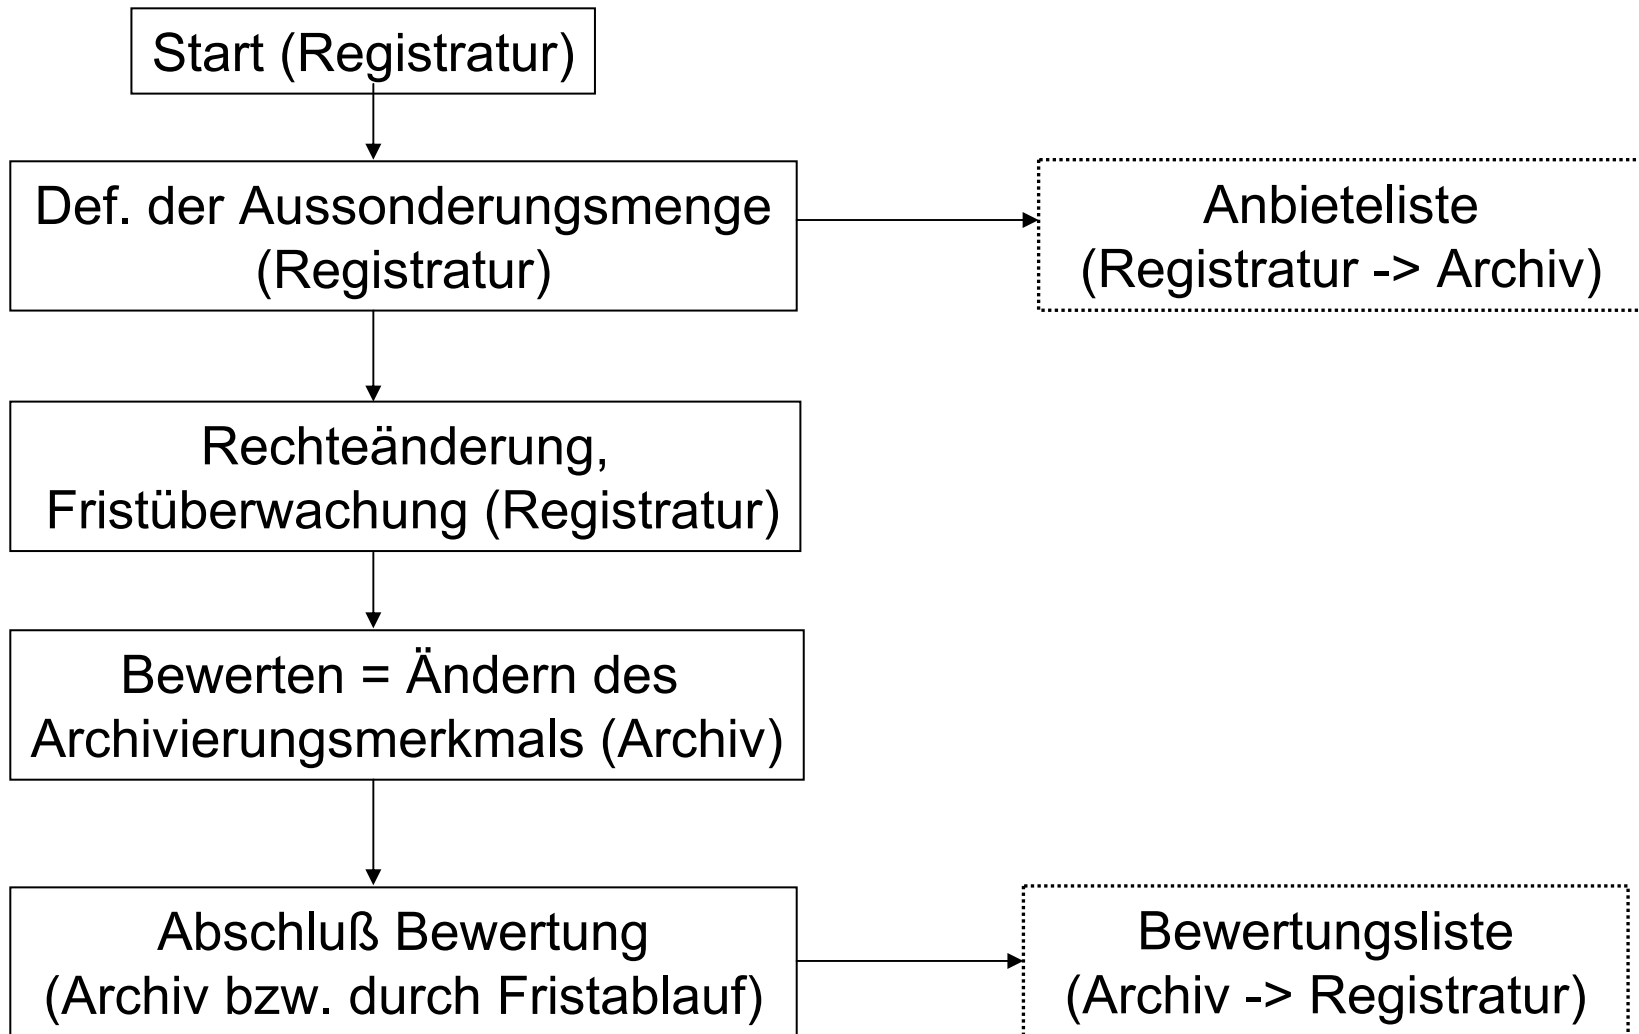 Start (Registratur)
Def. der Aussonderungsmenge
(Registratur)
Anbieteliste
(Registratur -> Archiv)
Rechteänderung,
Fristüberwachung (Registratur)
Bewerten = Ändern des
Archivierungsmerkmals (Archiv)
Abschluß Bewertung
(Archiv bzw. durch Fristablauf)
Bewertungsliste
(Archiv -> Registratur)